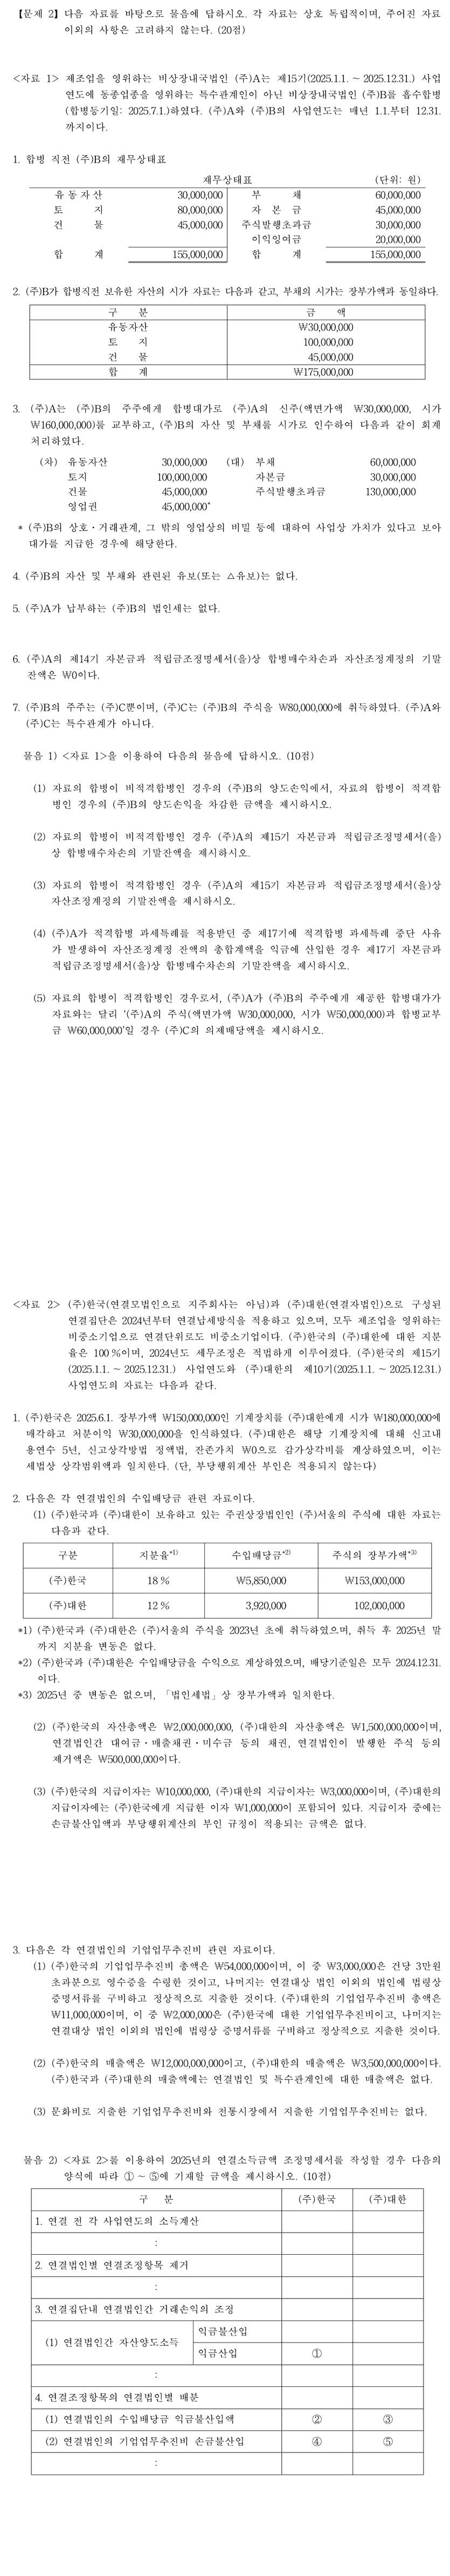 【문제 2】 다음 자료를 바탕으로 물음에 답하시오. 각 자료는 상호 독립적이며, 주어진 자료
이외의 사항은 고려하지 않는다. (20점)
<자료 1> 제조업을 영위하는 비상장내국법인 (주)A는 제15기(2025.1.1. ~ 2025.12.31.) 사업
연도에 동종업종을 영위하는 특수관계인이 아닌 비상장내국법인 (주)B를 흡수합병
(합병등기일: 2025.7.1.)하였다. (주)A와 (주)B의 사업연도는 매년 1.1.부터 12.31.
까지이다.
1. 합병 직전 (주)B의 재무상태표
재무상태표 (단위: 원)
유동자산 30,000,000 부 채 60,000,000
토 지 80,000,000 자 본 금 45,000,000
건 물 45,000,000 주식발행초과금 30,000,000
이익잉여금 20,000,000
합 계 155,000,000 합 계 155,000,000
2. (주)B가 합병직전 보유한 자산의 시가 자료는 다음과 같고, 부채의 시가는 장부가액과 동일하다.
구 분 금 액
유동자산 ₩30,000,000
토 지 100,000,000
건 물 45,000,000
합 계 ₩175,000,000
3. (주)A는 (주)B의 주주에게 합병대가로 (주)A의 신주(액면가액 ₩30,000,000, 시가
₩160,000,000)를 교부하고, (주)B의 자산 및 부채를 시가로 인수하여 다음과 같이 회계
처리하였다.
(차) 유동자산 30,000,000 (대) 부채 60,000,000
토지 100,000,000 자본금 30,000,000
건물 45,000,000 주식발행초과금 130,000,000
영업권 45,000,000*
* (주)B의 상호·거래관계, 그 밖의 영업상의 비밀 등에 대하여 사업상 가치가 있다고 보아
대가를 지급한 경우에 해당한다.
4. (주)B의 자산 및 부채와 관련된 유보(또는 △유보)는 없다.
5. (주)A가 납부하는 (주)B의 법인세는 없다.
6. (주)A의 제14기 자본금과 적립금조정명세서(을)상 합병매수차손과 자산조정계정의 기말
잔액은 ₩0이다.
7. (주)B의 주주는 (주)C뿐이며, (주)C는 (주)B의 주식을 ₩80,000,000에 취득하였다. (주)A와
(주)C는 특수관계가 아니다.
물음 1) <자료 1>을 이용하여 다음의 물음에 답하시오. (10점)
(1) 자료의 합병이 비적격합병인 경우의 (주)B의 양도손익에서, 자료의 합병이 적격합
병인 경우의 (주)B의 양도손익을 차감한 금액을 제시하시오.
(2) 자료의 합병이 비적격합병인 경우 (주)A의 제15기 자본금과 적립금조정명세서(을)
상 합병매수차손의 기말잔액을 제시하시오.
(3) 자료의 합병이 적격합병인 경우 (주)A의 제15기 자본금과 적립금조정명세서(을)상
자산조정계정의 기말잔액을 제시하시오.
(4) (주)A가 적격합병 과세특례를 적용받던 중 제17기에 적격합병 과세특례 중단 사유
가 발생하여 자산조정계정 잔액의 총합계액을 익금에 산입한 경우 제17기 자본금과
적립금조정명세서(을)상 합병매수차손의 기말잔액을 제시하시오.
(5) 자료의 합병이 적격합병인 경우로서, (주)A가 (주)B의 주주에게 제공한 합병대가가
자료와는 달리 '(주)A의 주식(액면가액 ₩30,000,000, 시가 ₩50,000,000)과 합병교부
금 ₩60,000,000'일 경우 (주)C의 의제배당액을 제시하시오.
<자료 2> (주)한국(연결모법인으로 지주회사는 아님)과 (주)대한(연결자법인)으로 구성된
연결집단은 2024년부터 연결납세방식을 적용하고 있으며, 모두 제조업을 영위하는
비중소기업으로 연결단위로도 비중소기업이다. (주)한국의 (주)대한에 대한 지분
율은 100 %이며, 2024년도 세무조정은 적법하게 이루어졌다. (주)한국의 제15기
(2025.1.1. ~ 2025.12.31.) 사업연도와 (주)대한의 제10기(2025.1.1. ~ 2025.12.31.)
사업연도의 자료는 다음과 같다.
1. (주)한국은 2025.6.1. 장부가액 ₩150,000,000인 기계장치를 (주)대한에게 시가 ₩180,000,000에
매각하고 처분이익 ₩30,000,000을 인식하였다. (주)대한은 해당 기계장치에 대해 신고내
용연수 5년, 신고상각방법 정액법, 잔존가치 ₩0으로 감가상각비를 계상하였으며, 이는
세법상 상각범위액과 일치한다. (단, 부당행위계산 부인은 적용되지 않는다)
2. 다음은 각 연결법인의 수입배당금 관련 자료이다.
(1) (주)한국과 (주)대한이 보유하고 있는 주권상장법인인 (주)서울의 주식에 대한 자료는
다음과 같다.
구분 지분율*1) 수입배당금*2) 주식의 장부가액*3)
(주)한국 18 % ₩5,850,000 ₩153,000,000
(주)대한 12 % 3,920,000 102,000,000
*1) (주)한국과 (주)대한은 (주)서울의 주식을 2023년 초에 취득하였으며, 취득 후 2025년 말
까지 지분율 변동은 없다.
*2) (주)한국과 (주)대한은 수입배당금을 수익으로 계상하였으며, 배당기준일은 모두 2024.12.31.
이다.
*3) 2025년 중 변동은 없으며, 「법인세법」상 장부가액과 일치한다.
(2) (주)한국의 자산총액은 ₩2,000,000,000, (주)대한의 자산총액은 ₩1,500,000,000이며,
연결법인간 대여금·매출채권·미수금 등의 채권, 연결법인이 발행한 주식 등의
제거액은 ₩500,000,000이다.
(3) (주)한국의 지급이자는 ₩10,000,000, (주)대한의 지급이자는 ₩3,000,000이며, (주)대한의
지급이자에는 (주)한국에게 지급한 이자 ₩1,000,000이 포함되어 있다. 지급이자 중에는
손금불산입액과 부당행위계산의 부인 규정이 적용되는 금액은 없다.
3. 다음은 각 연결법인의 기업업무추진비 관련 자료이다.
(1) (주)한국의 기업업무추진비 총액은 ₩54,000,000이며, 이 중 ₩3,000,000은 건당 3만원
초과분으로 영수증을 수령한 것이고, 나머지는 연결대상 법인 이외의 법인에 법령상
증명서류를 구비하고 정상적으로 지출한 것이다. (주)대한의 기업업무추진비 총액은
₩11,000,000이며, 이 중 ₩2,000,000은 (주)한국에 대한 기업업무추진비이고, 나머지는
연결대상 법인 이외의 법인에 법령상 증명서류를 구비하고 정상적으로 지출한 것이다.
(2) (주)한국의 매출액은 ₩12,000,000,000이고, (주)대한의 매출액은 ₩3,500,000,000이다.
(주)한국과 (주)대한의 매출액에는 연결법인 및 특수관계인에 대한 매출액은 없다.
(3) 문화비로 지출한 기업업무추진비와 전통시장에서 지출한 기업업무추진비는 없다.
물음 2) <자료 2>를 이용하여 2025년의 연결소득금액 조정명세서를 작성할 경우 다음의
양식에 따라 ① ~ ⑤에 기재할 금액을 제시하시오. (10점)
구 분 (주)한국 (주)대한
1. 연결 전 각 사업연도의 소득계산
:
2. 연결법인별 연결조정항목 제거
:
3. 연결집단내 연결법인간 거래손익의 조정
(1) 연결법인간 자산양도소득 익금불산입
익금산입 ①
:
4. 연결조정항목의 연결법인별 배분
(1) 연결법인의 수입배당금 익금불산입액 ② ③
(2) 연결법인의 기업업무추진비 손금불산입 ④ ⑤
: